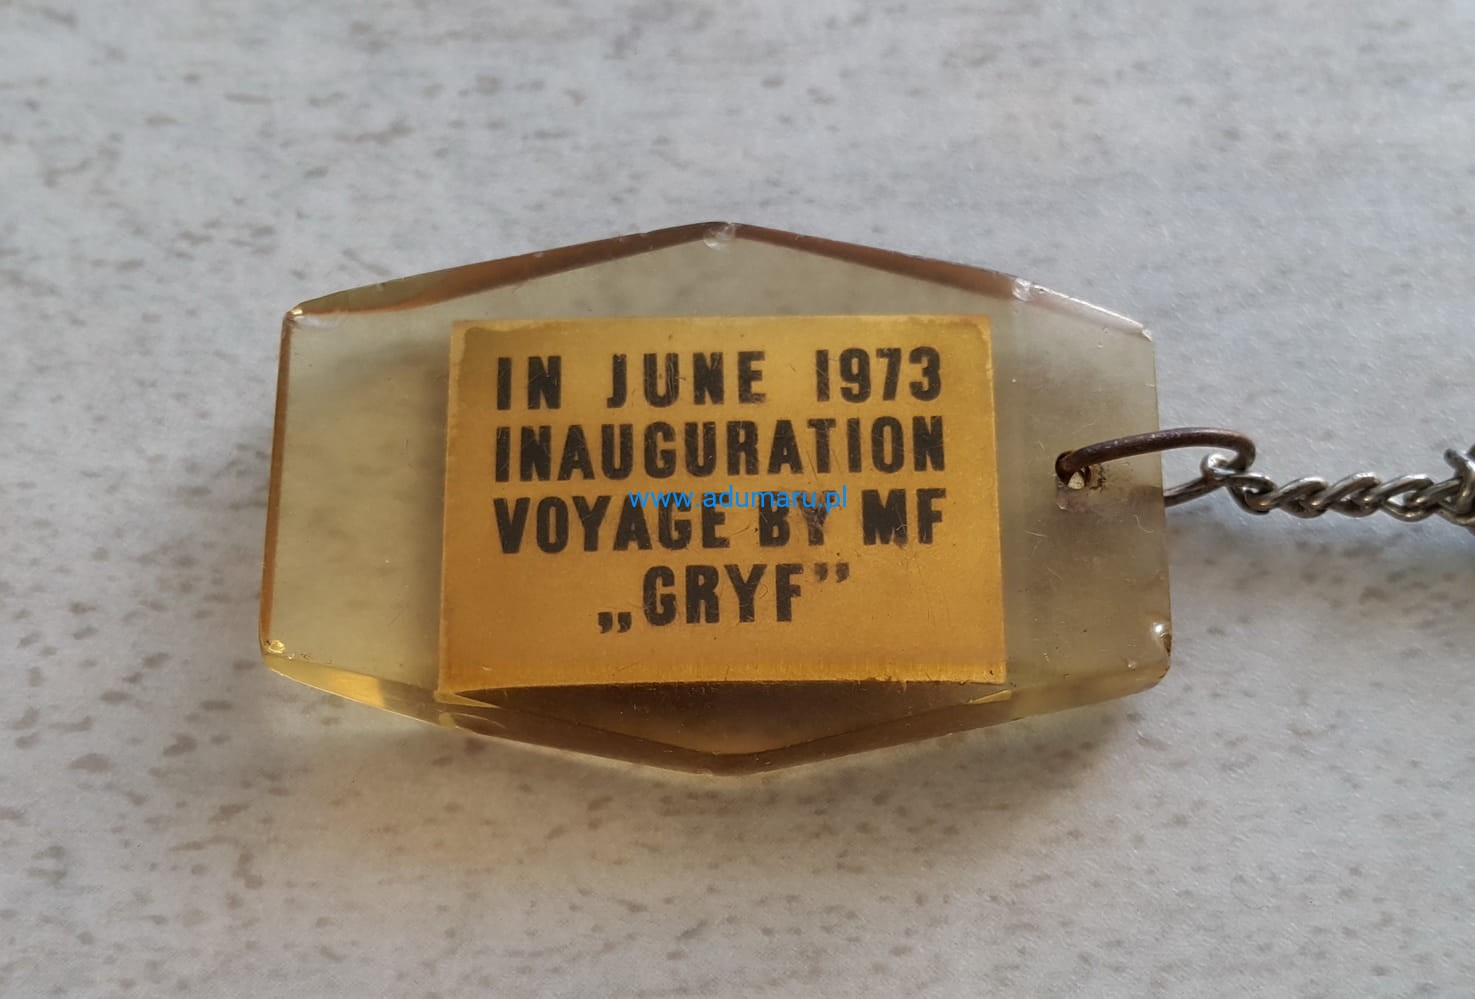 IN JUNE 1973
INAUGURATION
VOYAGE BY MF
„GRYF”
www.adumaru.pl